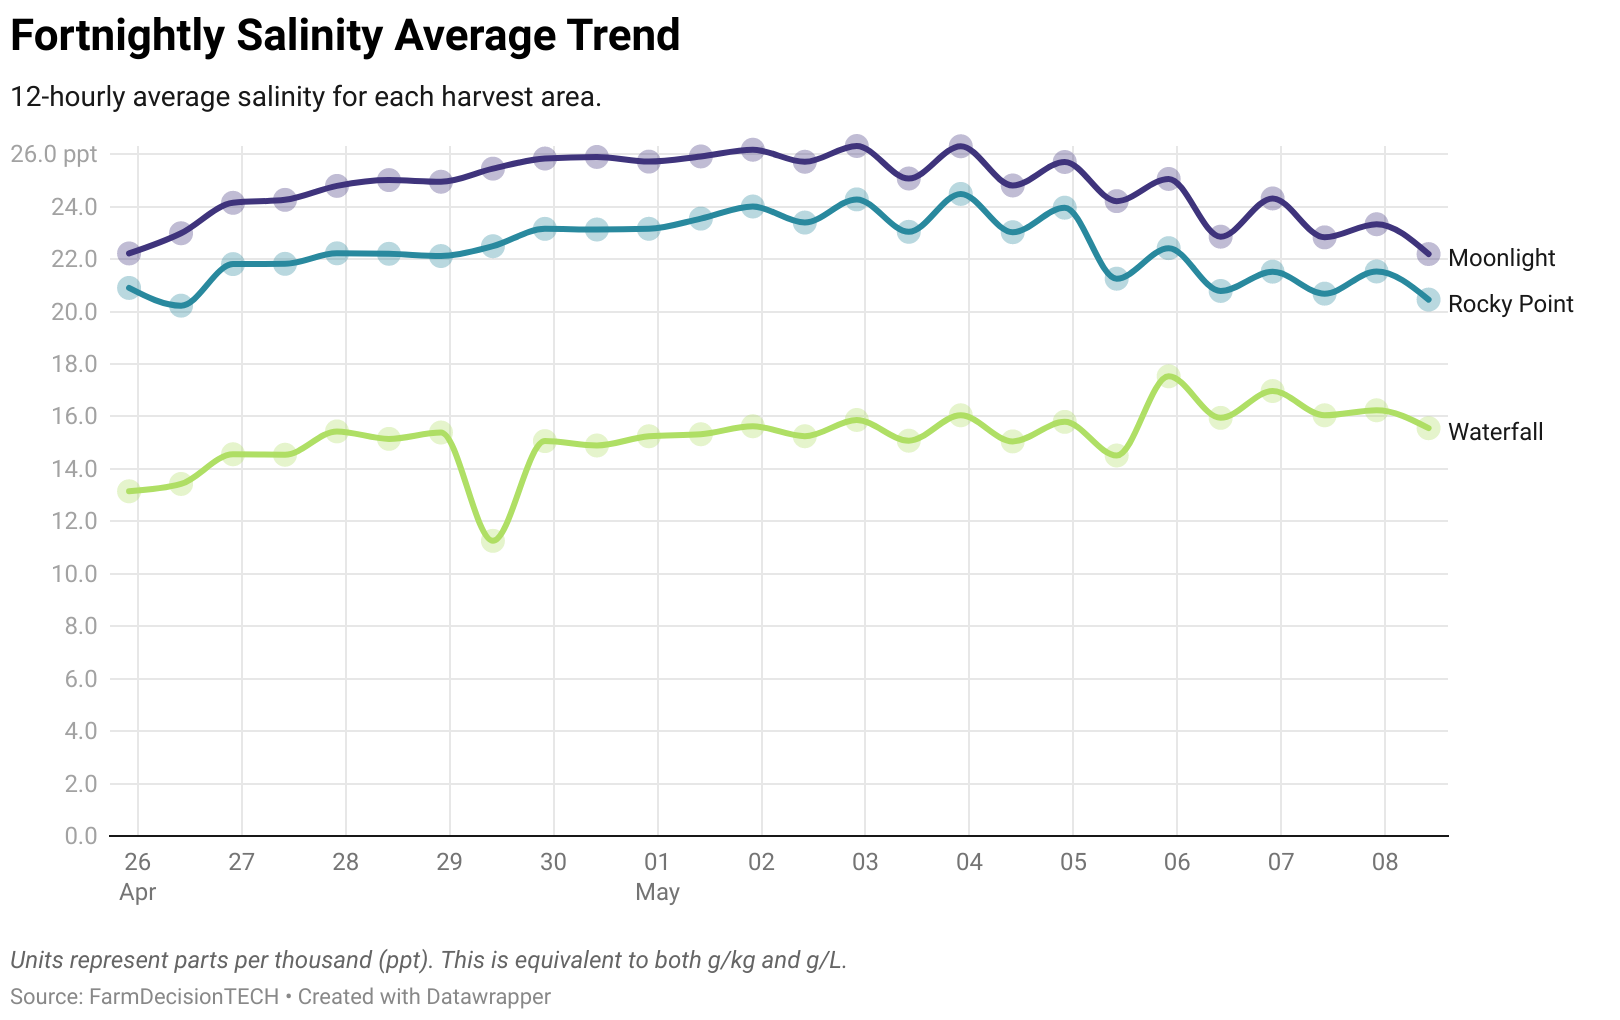 Fortnightly Salinity Average Trend
12-hourly average salinity for each harvest area.
26.0 ppt
24.0
22.0
20.0
18.0
16.0
14.0
12.0
10.0
8.0
6.0
4.0
2.0
0.0
Moonlight
Rocky Point
Waterfall
26 27 28 29 30 01 02 03 04 05 06 07 08
Apr May
Units represent parts per thousand (ppt). This is equivalent to both g/kg and g/L.
Source: FarmDecisionTECH • Created with Datawrapper